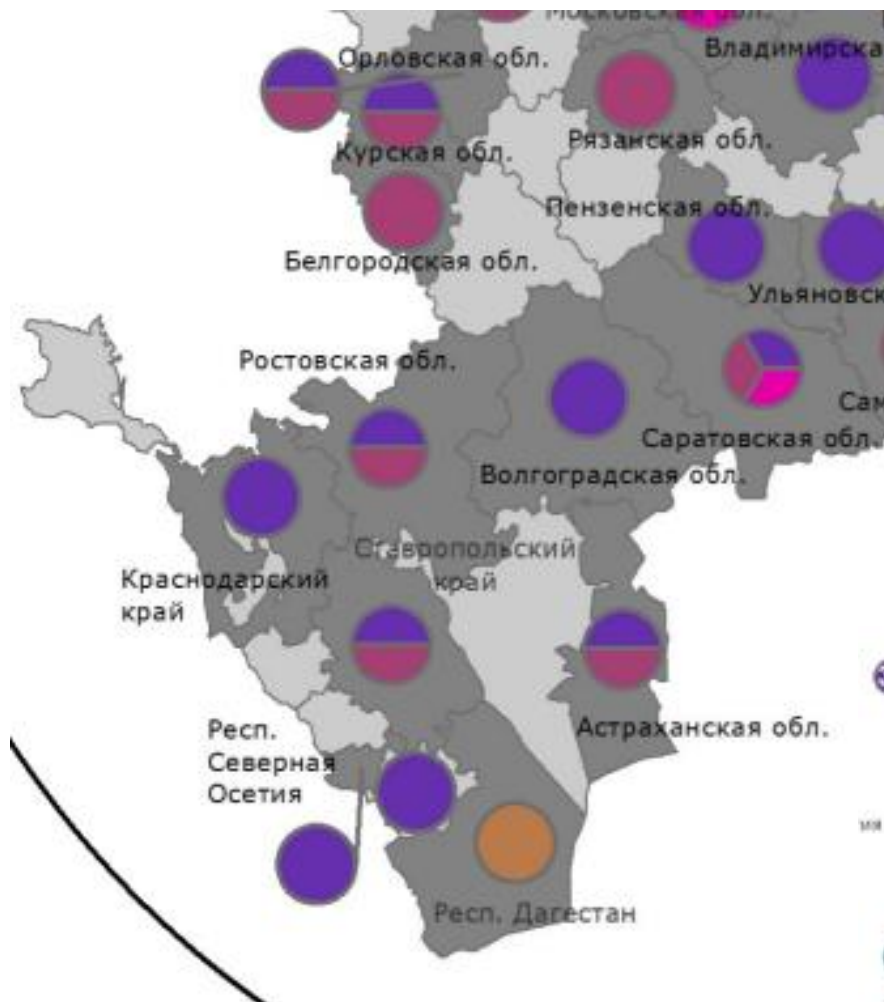 Московская обл.
Орловская обл.
Владимирска
Курская обл.
Рязанская обл.
Пензенская обл.
Белгородская обл.
Ульяновск
Ростовская обл.
Сам
Саратовская обл.
Волгоградская обл.
Ставропольский
край
Краснодарский
край
Респ.
Северная
Осетия
Астраханская обл.
Респ. Дагестан